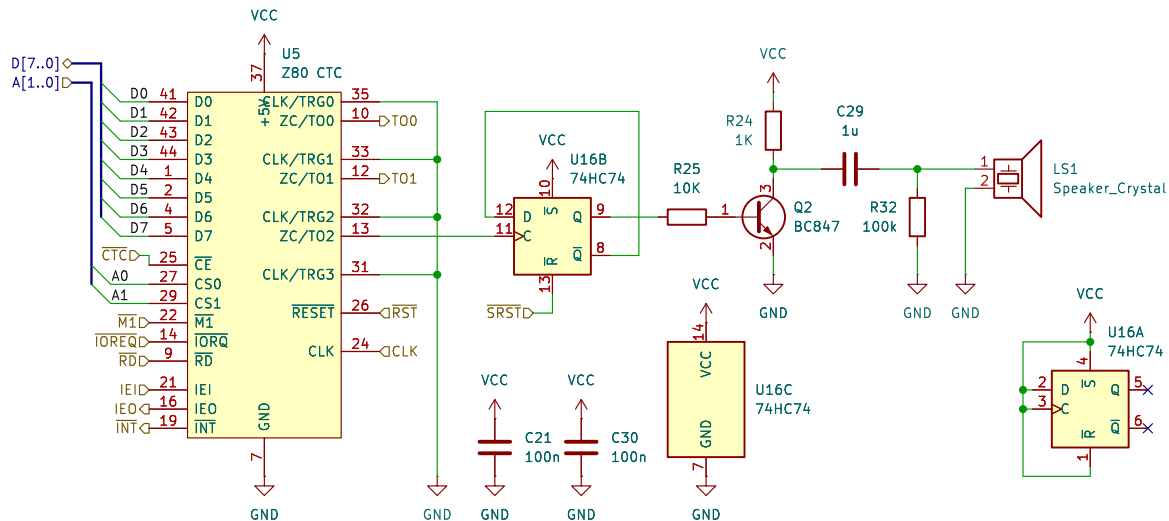 VCC
D[7..0]
A[1..0]
37
U5
Z80 CTC
+5V
D0 41 D0
D1 42 D1
D2 43 D2
D3 44 D3
D4 1 D4
D5 2 D5
D6 4 D6
D7 5 D7
CTC 25 CE
A0 27 CS0
A1 29 CS1
M1 22 M1
IOREQ 14 IORQ
RD 9 RD
IEI 21 IEI
IEO 16 IEO
INT 19 INT
CLK/TRG0 35
ZC/TO0 10 TO0
CLK/TRG1 33
ZC/TO1 12 TO1
CLK/TRG2 32
ZC/TO2 13
CLK/TRG3 31
RESET 26 RST
CLK 24 CLK
GND
7
GND
GND
VCC
U16B
74HC74
10
S
12 D
11 C
Q 9
Q 8
R
13
SRST
R25
10K
VCC
R24
1K
1
3
2
Q2
BC847
GND
C29
1u
R32
100k
GND
1
2
LS1
Speaker_Crystal
GND
VCC
C21
100n
GND
VCC
C30
100n
GND
VCC
14
VCC
U16C
74HC74
GND
7
GND
VCC
U16A
74HC74
4
S
2 D
3 C
Q 5
Q 6
R
1